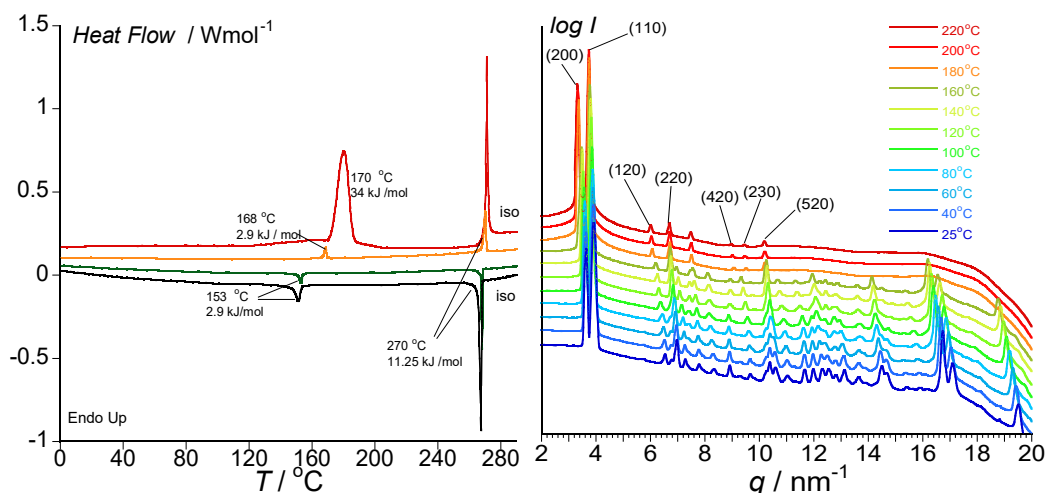 Heat Flow / Wmol-1
1.5
1
0.5
0
-0.5
-1
170 °C
34 kJ /mol
168 °C
2.9 kJ / mol
iso
iso
153 °C
2.9 kJ/mol
270 °C
11.25 kJ /mol
Endo Up
0 40 80 120 160 200 240 280
T / °C
log I
(200)
(110)
(120)
(220)
(420)
(230)
(520)
220°C
200°C
180°C
160°C
140°C
120°C
100°C
80°C
60°C
40°C
25°C
2 4 6 8 10 12 14 16 18 20
q / nm-1